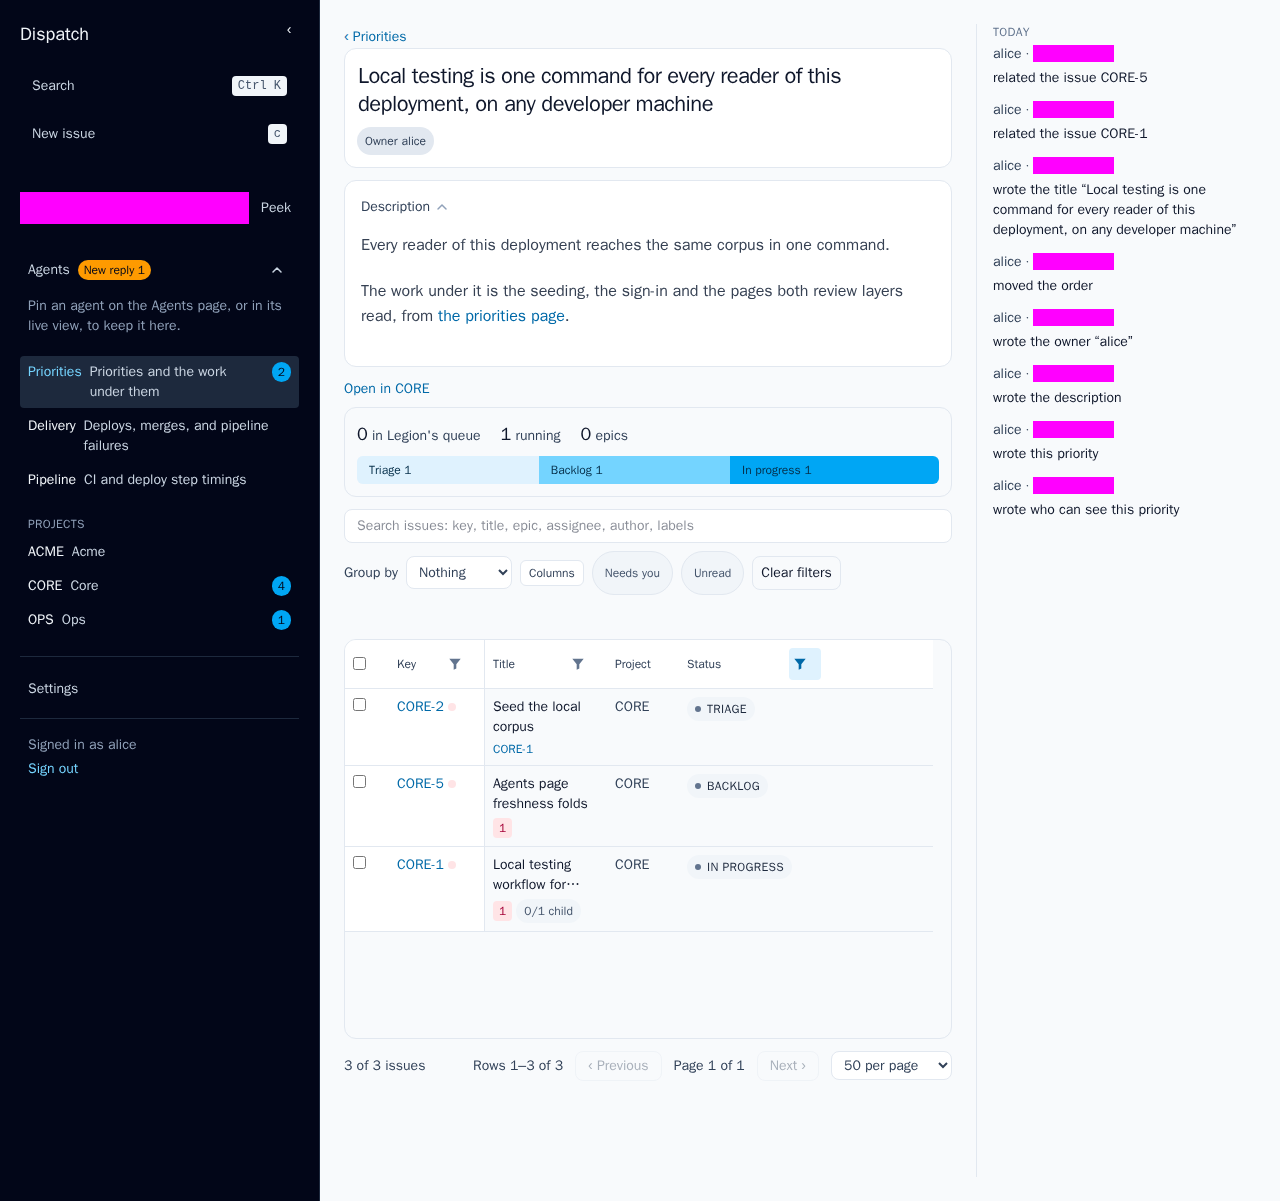 Dispatch
‹
Search
Ctrl K
New issue
C
Peek
Agents
New reply 1
Pin an agent on the Agents page, or in its
live view, to keep it here.
Priorities
Priorities and the work
under them
2
Delivery
Deploys, merges, and pipeline
failures
Pipeline
CI and deploy step timings
PROJECTS
ACME
Acme
CORE
Core
4
OPS
Ops
1
Settings
Signed in as alice
Sign out
‹ Priorities
Local testing is one command for every reader of this
deployment, on any developer machine
Owner alice
Description
Every reader of this deployment reaches the same corpus in one command.
The work under it is the seeding, the sign-in and the pages both review layers
read, from the priorities page.
Open in CORE
0 in Legion's queue
1 running
0 epics
Triage 1
Backlog 1
In progress 1
Search issues: key, title, epic, assignee, author, labels
Group by
Nothing
Columns
Needs you
Unread
Clear filters
Key
Title
Project
Status
CORE-2
Seed the local
corpus
CORE-1
CORE
TRIAGE
CORE-5
Agents page
freshness folds
1
CORE
BACKLOG
CORE-1
Local testing
workflow for…
1
0/1 child
CORE
IN PROGRESS
3 of 3 issues
Rows 1–3 of 3
‹ Previous
Page 1 of 1
Next ›
50 per page
TODAY
alice ·
related the issue CORE-5
alice ·
related the issue CORE-1
alice ·
wrote the title “Local testing is one
command for every reader of this
deployment, on any developer machine”
alice ·
moved the order
alice ·
wrote the owner “alice”
alice ·
wrote the description
alice ·
wrote this priority
alice ·
wrote who can see this priority